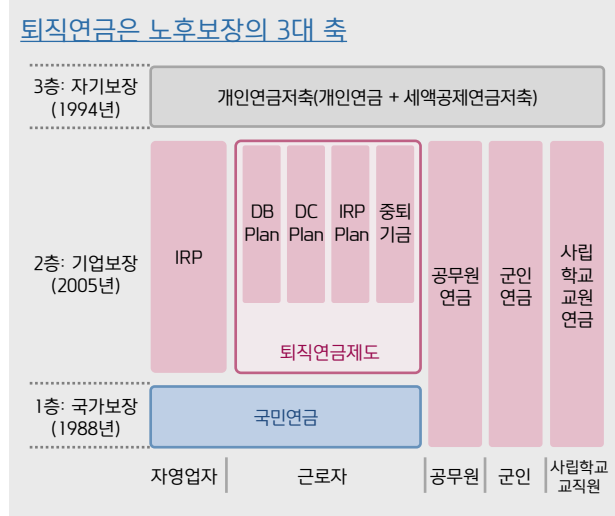 퇴직연금은 노후보장의 3대 축
3층: 자기보장
(1994년)
개인연금저축(개인연금 + 세액공제연금저축)
2층: 기업보장
(2005년)
IRP
DB
Plan
DC
Plan
IRP
Plan
중퇴
기금
퇴직연금제도
공무원
연금
군인
연금
사립
학교
교원
연금
1층: 국가보장
(1988년)
국민연금
자영업자
근로자
공무원
군인
사립학교
교직원